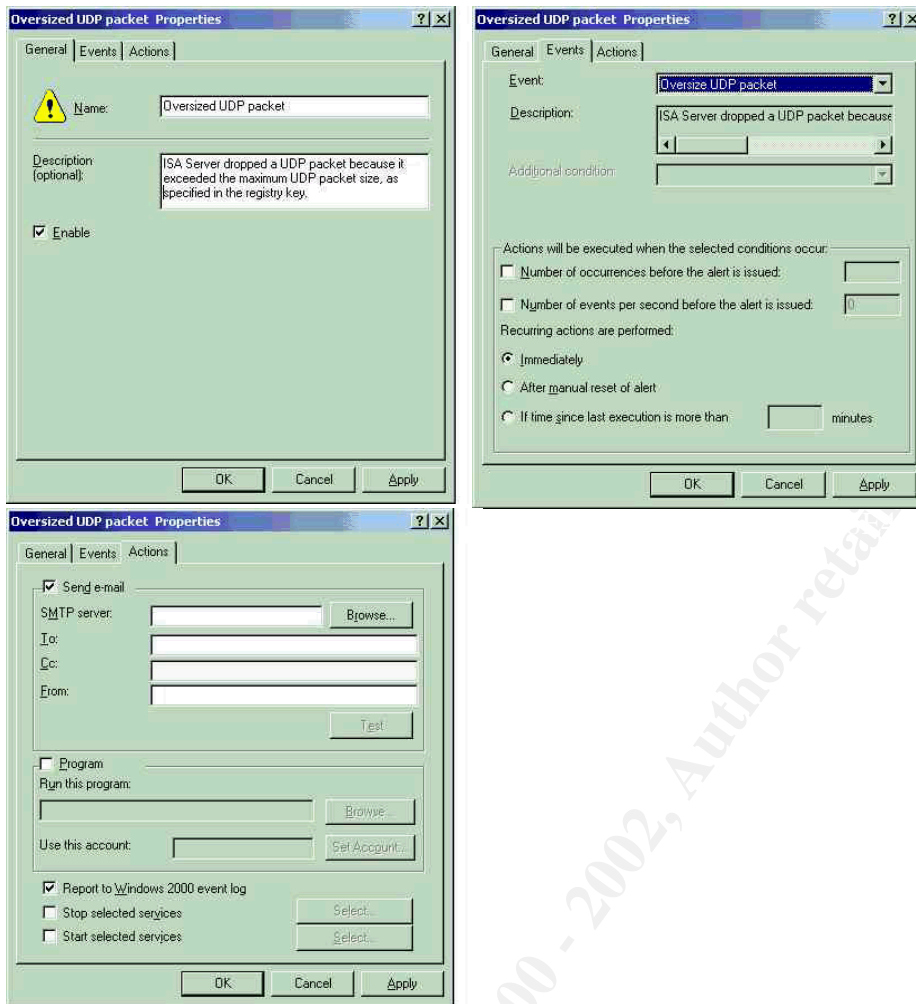 Oversized UDP packet Properties
General Events Actions
Name: Oversized UDP packet
Description (optional): ISA Server dropped a UDP packet because it
exceeded the maximum UDP packet size, as
specified in the registry key.
Enable
OK Cancel Apply
Oversized UDP packet Properties
General Events Actions
Event: Oversize UDP packet
Description: ISA Server dropped a UDP packet because
Additional condition
Actions will be executed when the selected conditions occur:
Number of occurrences before the alert is issued:
Number of events per second before the alert is issued: 0
Recurring actions are performed:
Immediately
After manual reset of alert
If time since last execution is more than minutes
OK Cancel Apply
Oversized UDP packet Properties
General Events Actions
Send e-mail
SMTP server: Browse...
To:
Cc:
From:
Test
Program
Run this program:
Browse...
Use this account: Set Account...
Report to Windows 2000 event log
Stop selected services Select...
Start selected services Select...
OK Cancel Apply
00 - 2002, Author retai